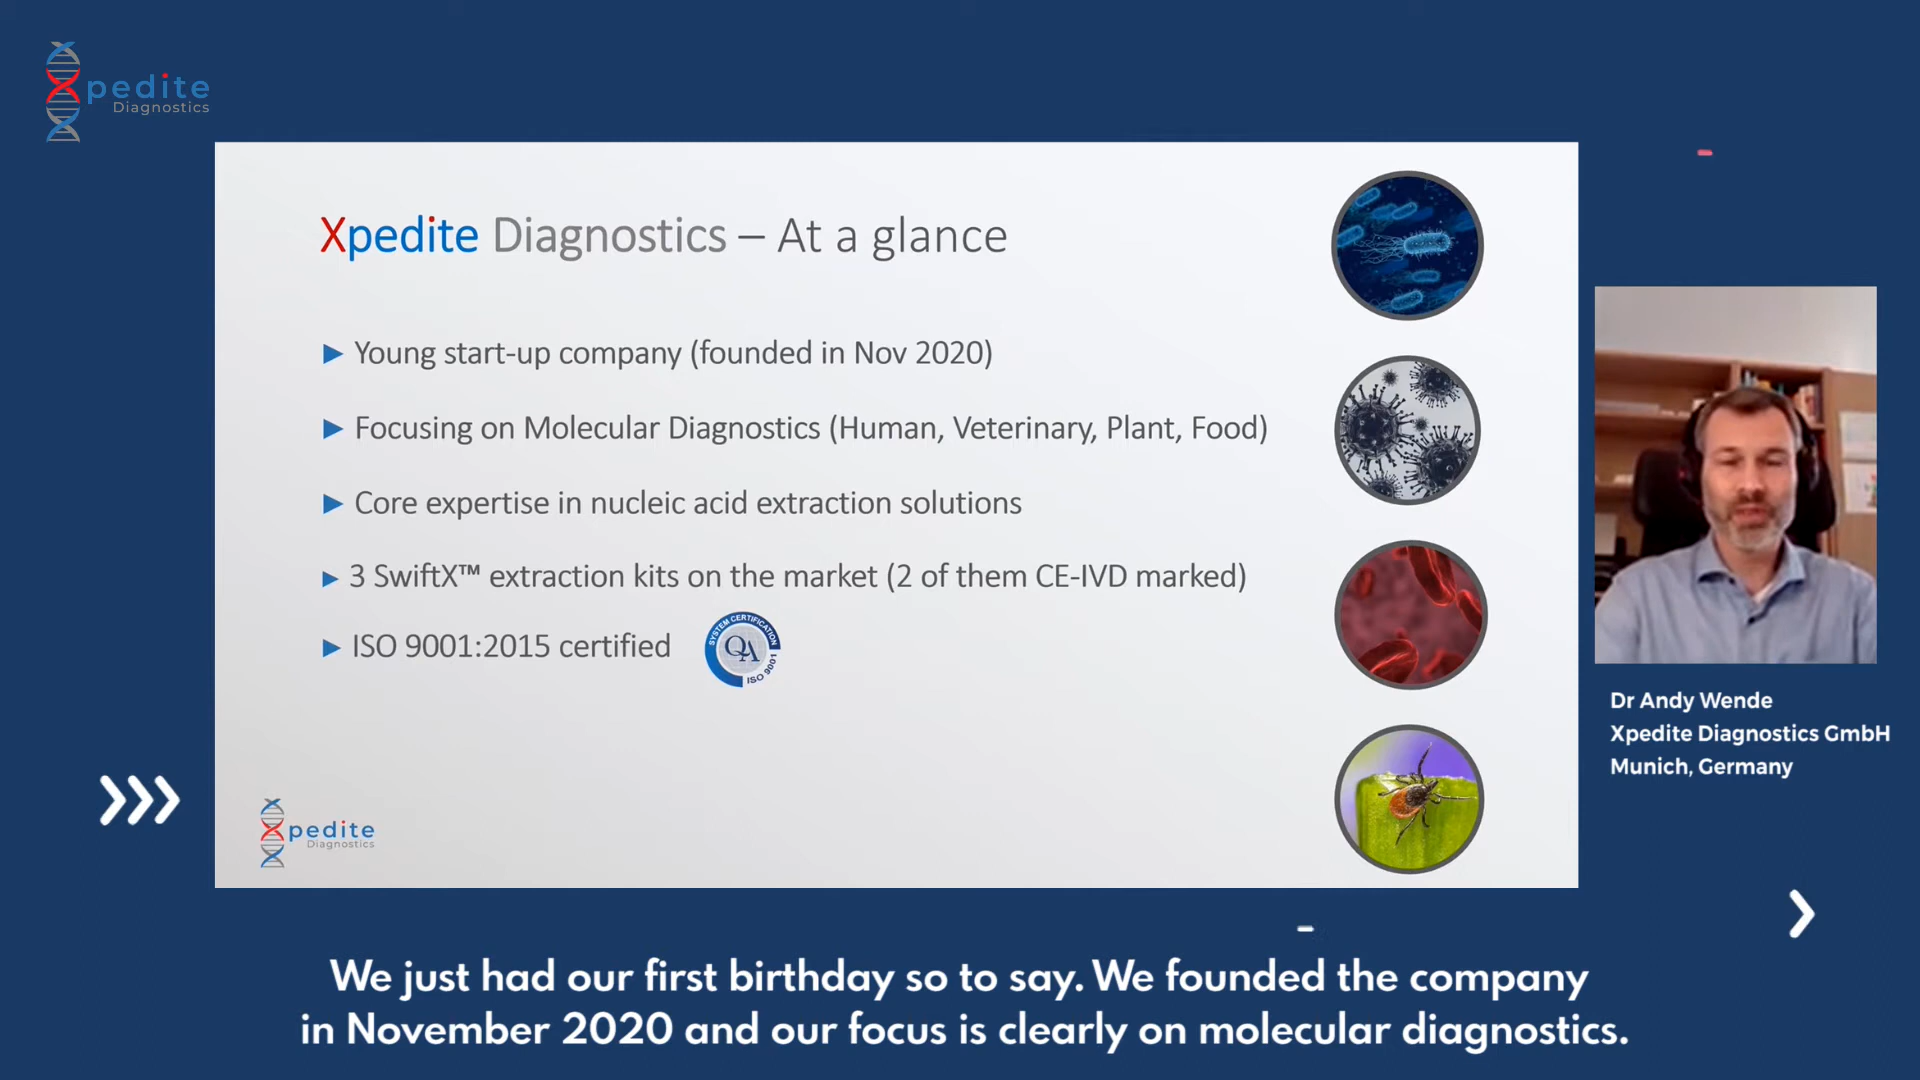 Xpedite
Diagnostics
Xpedite Diagnostics – At a glance
Young start-up company (founded in Nov 2020)
Focusing on Molecular Diagnostics (Human, Veterinary, Plant, Food)
Core expertise in nucleic acid extraction solutions
3 SwiftX™ extraction kits on the market (2 of them CE-IVD marked)
ISO 9001:2015 certified
SYSTEM CERTIFICATION
QA
ISO 9001
Xpedite
Diagnostics
Dr Andy Wende
Xpedite Diagnostics GmbH
Munich, Germany
We just had our first birthday so to say. We founded the company
in November 2020 and our focus is clearly on molecular diagnostics.